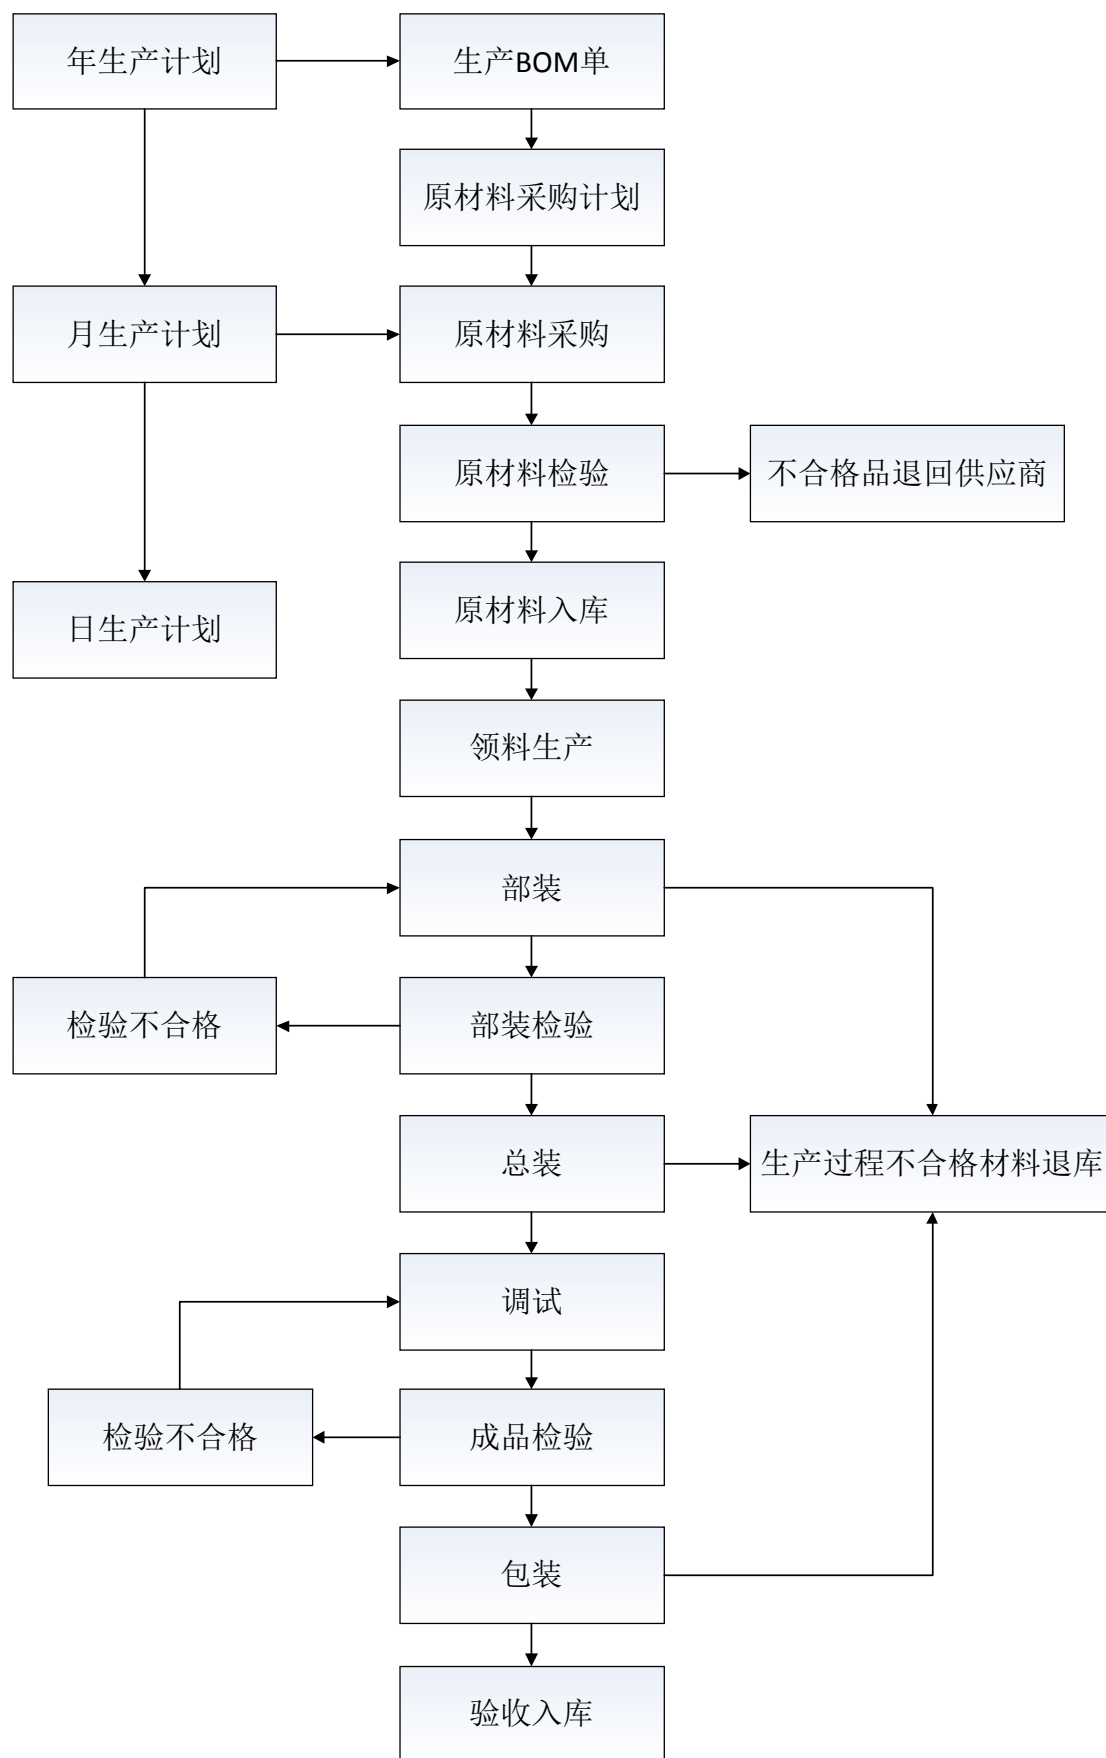 年生产计划
生产BOM单
原材料采购计划
月生产计划
原材料采购
原材料检验
不合格品退回供应商
原材料入库
日生产计划
领料生产
部装
检验不合格
部装检验
总装
生产过程不合格材料退库
调试
检验不合格
成品检验
包装
验收入库